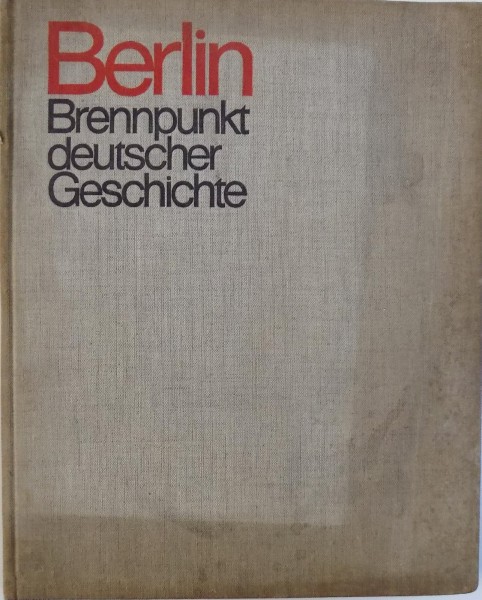 Berlin
Brennpunkt
deutscher
Geschichte